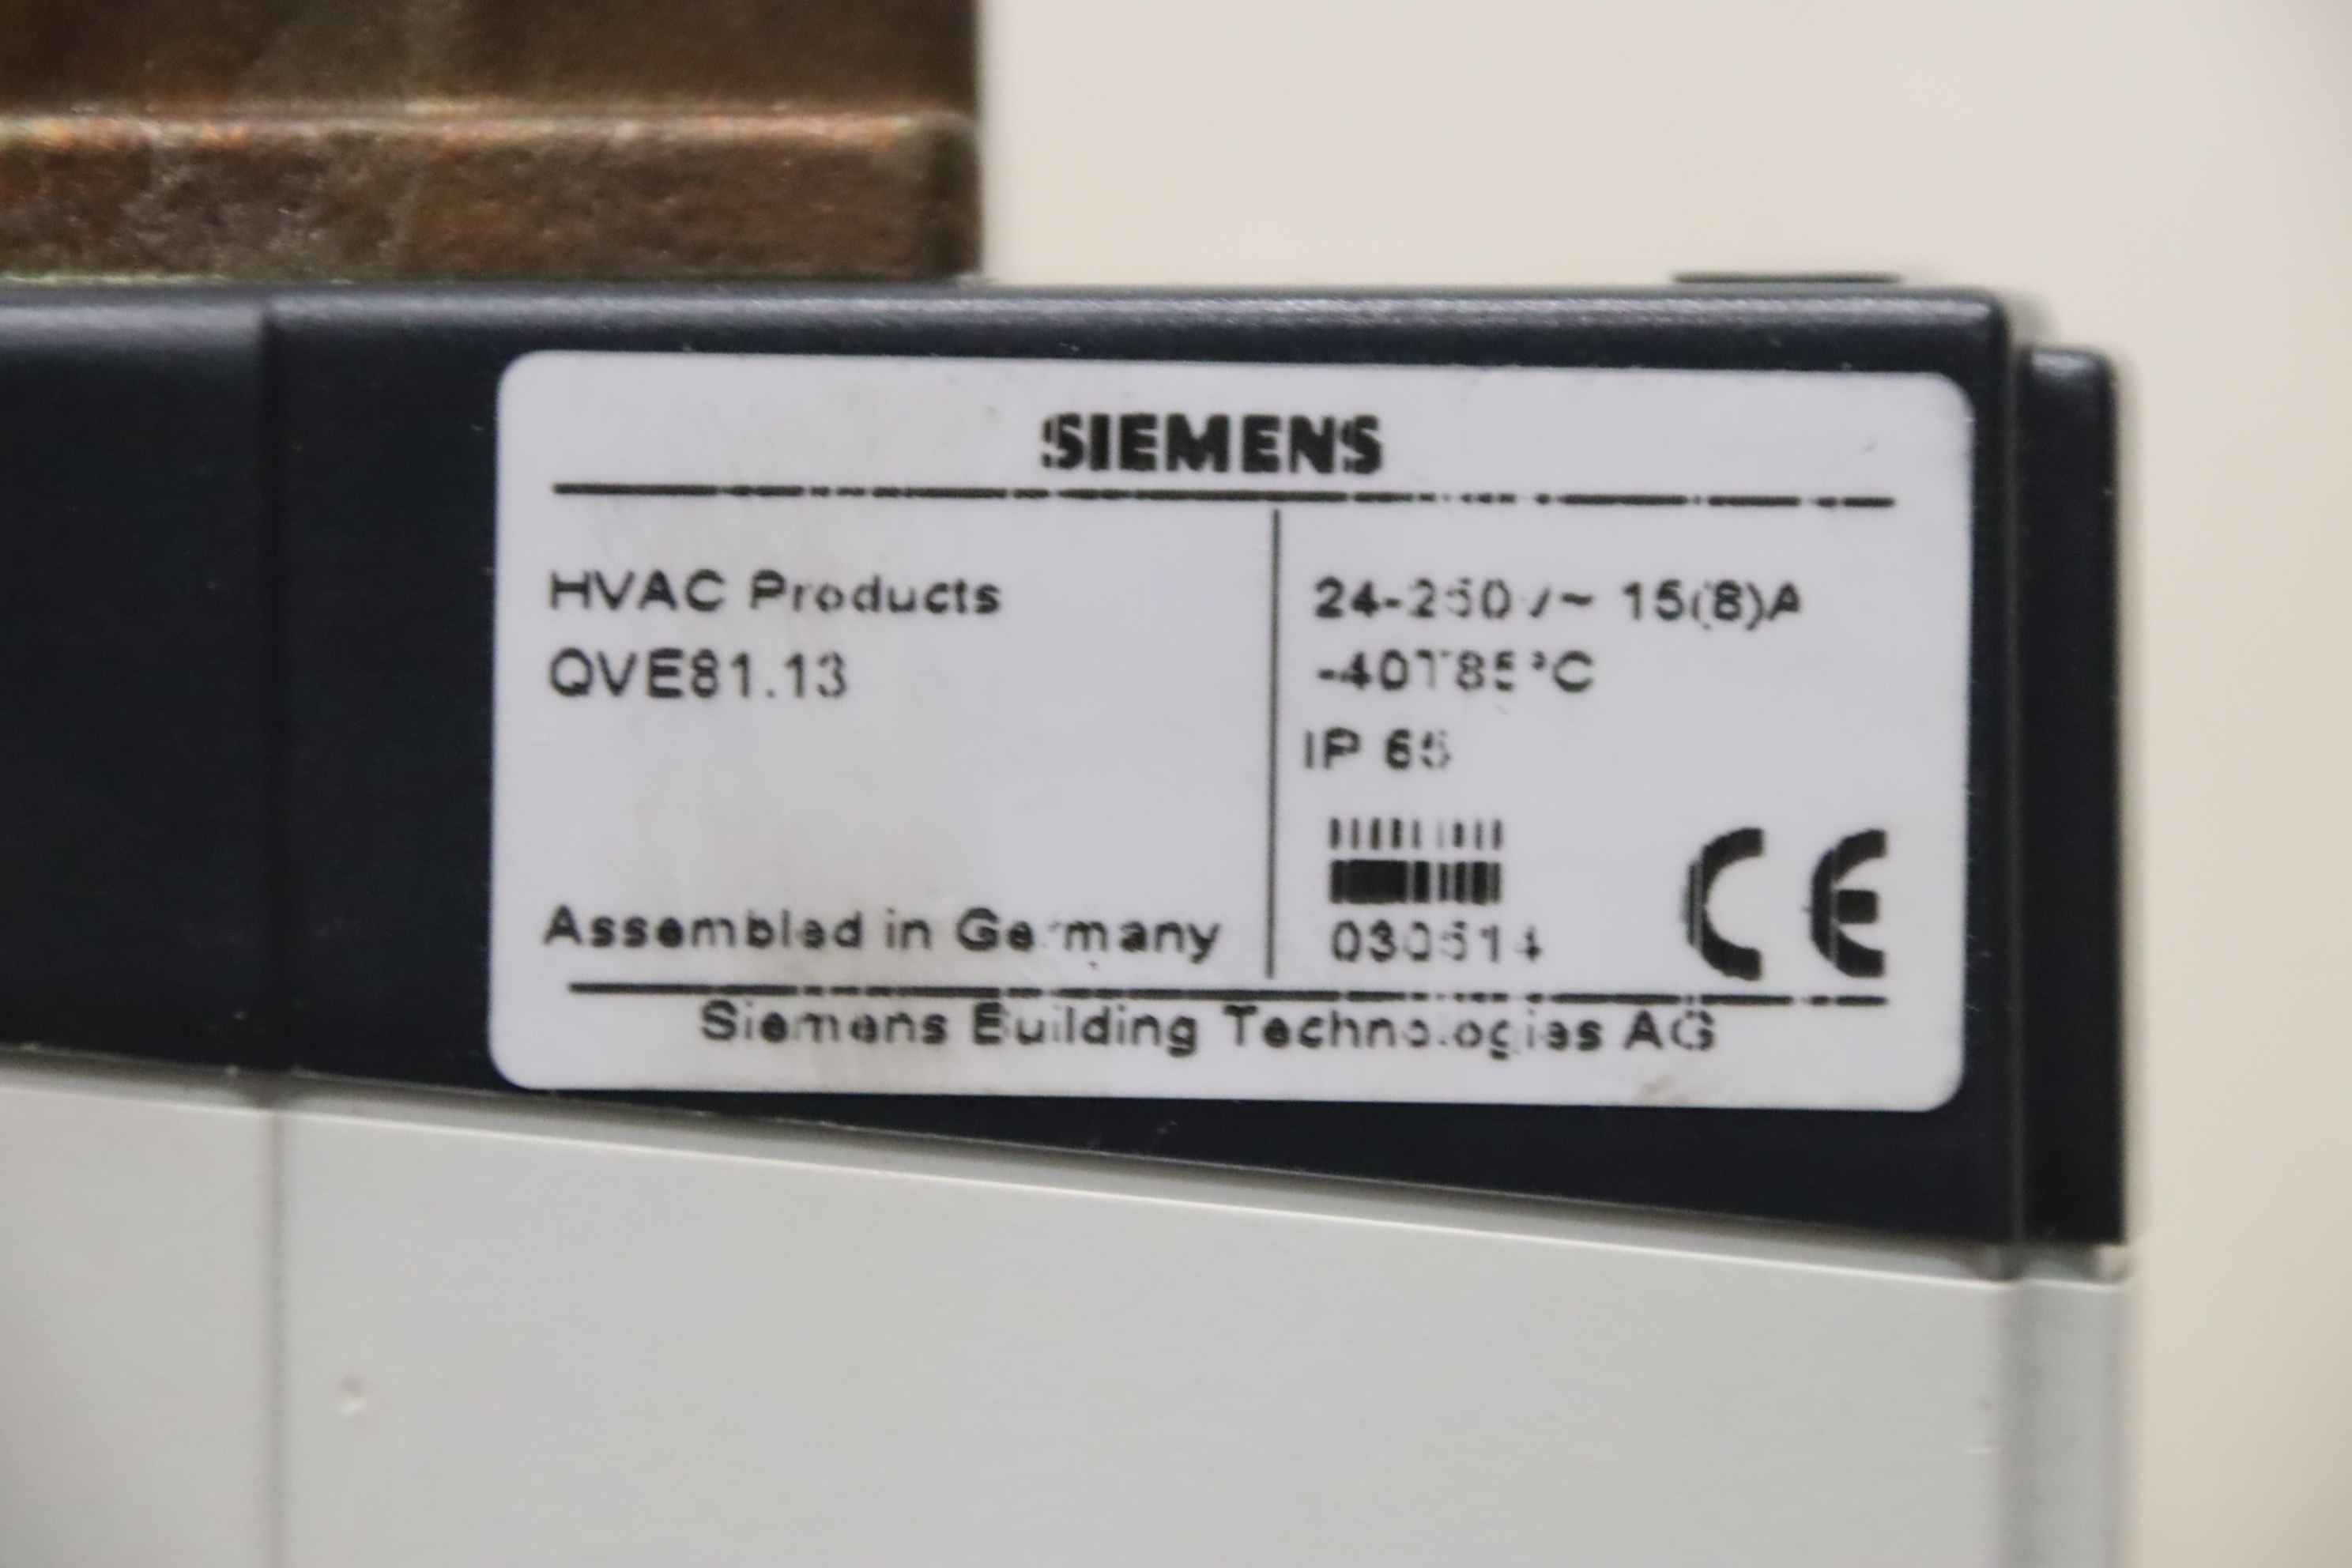 SIEMENS
HVAC Products
QVE81.13
Assembled in Germany
24-250V~ 15(8)A
-40T85°C
IP 65
030514
Siemens Building Technologies AG